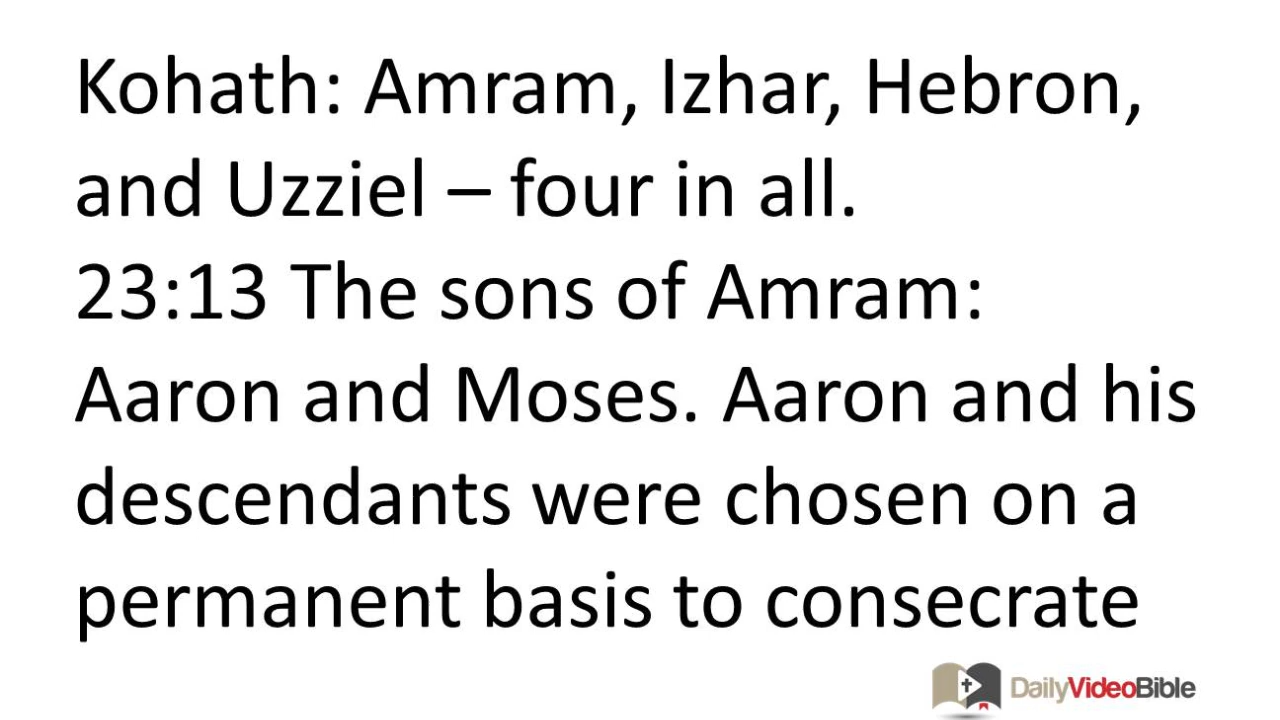 Kohath: Amram, Izhar, Hebron,
and Uzziel – four in all.
23:13 The sons of Amram:
Aaron and Moses. Aaron and his
descendants were chosen on a
permanent basis to consecrate
DailyVideoBible